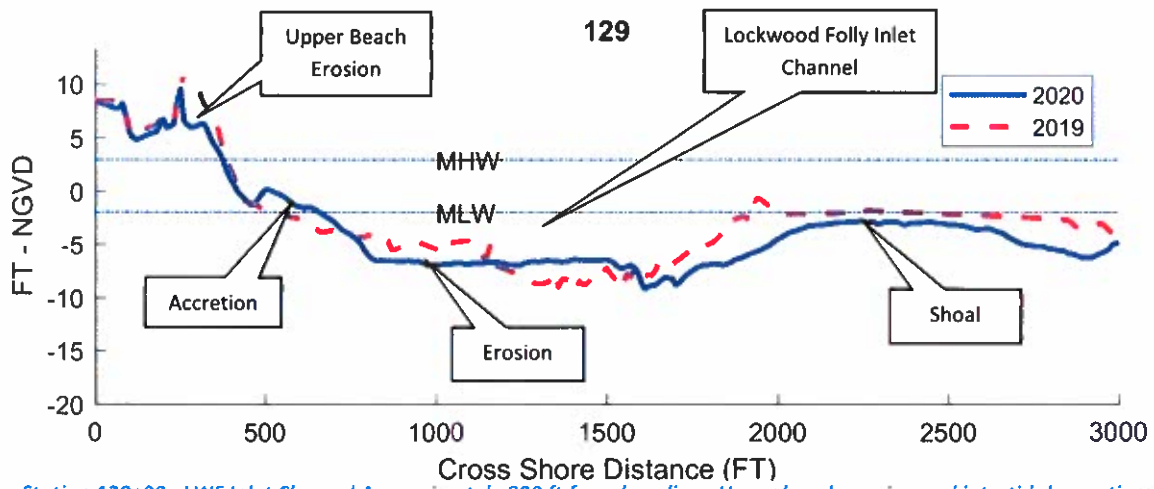 129
Upper Beach
Erosion
Lockwood Folly Inlet
Channel
2020
2019
10
5
0
-5
-10
-15
-20
FT - NGVD
MHW
MLW
Accretion
Erosion
Shoal
0
500
1000
1500
2000
2500
3000
Cross Shore Distance (FT)